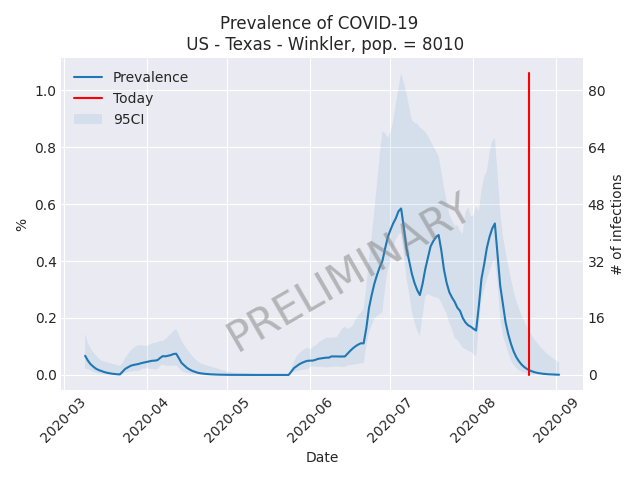 Prevalence of COVID-19
US - Texas - Winkler, pop. = 8010
Prevalence
Today
95CI
PRELIMINARY
1.0
0.8
0.6
0.4
0.2
0.0
%
80
64
48
32
16
0
# of infections
2020-03
2020-04
2020-05
2020-06
2020-07
2020-08
2020-09
Date